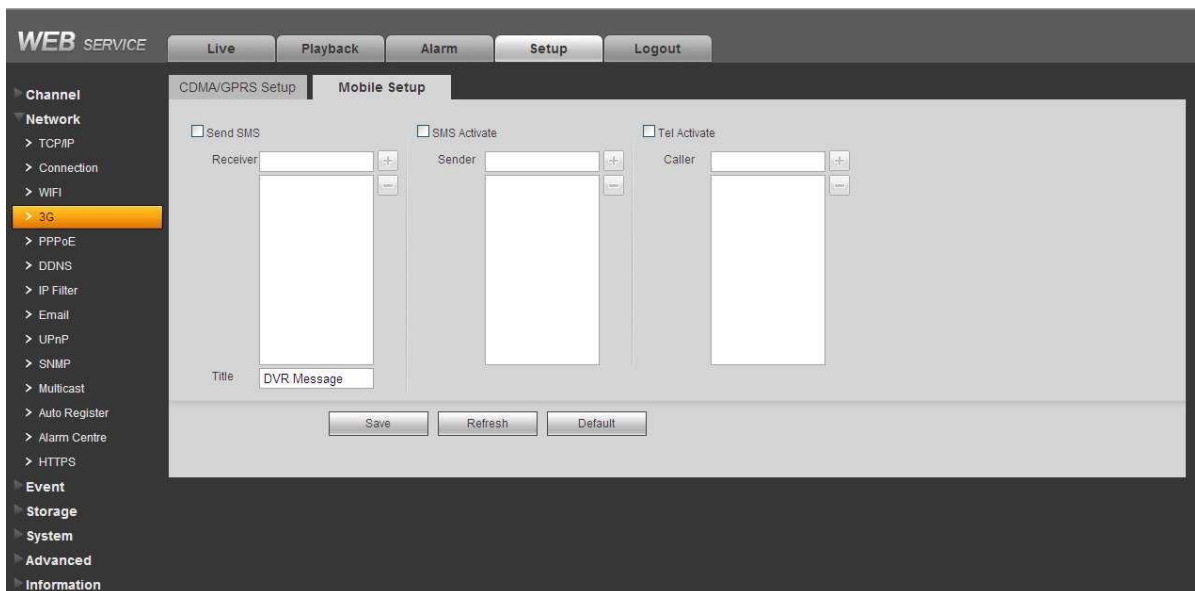 WEB SERVICE
Live Playback Alarm Setup Logout
Channel
Network
> TCP/IP
> Connection
> WIFI
> 3G
> PPPoE
> DDNS
> IP Filter
> Email
> UPnP
> SNMP
> Multicast
> Auto Register
> Alarm Centre
> HTTPS
Event
Storage
System
Advanced
Information
CDMA/GPRS Setup Mobile Setup
Send SMS SMS Activate Tel Activate
Receiver + Sender + Caller +
− − −
Title DVR Message
Save Refresh Default